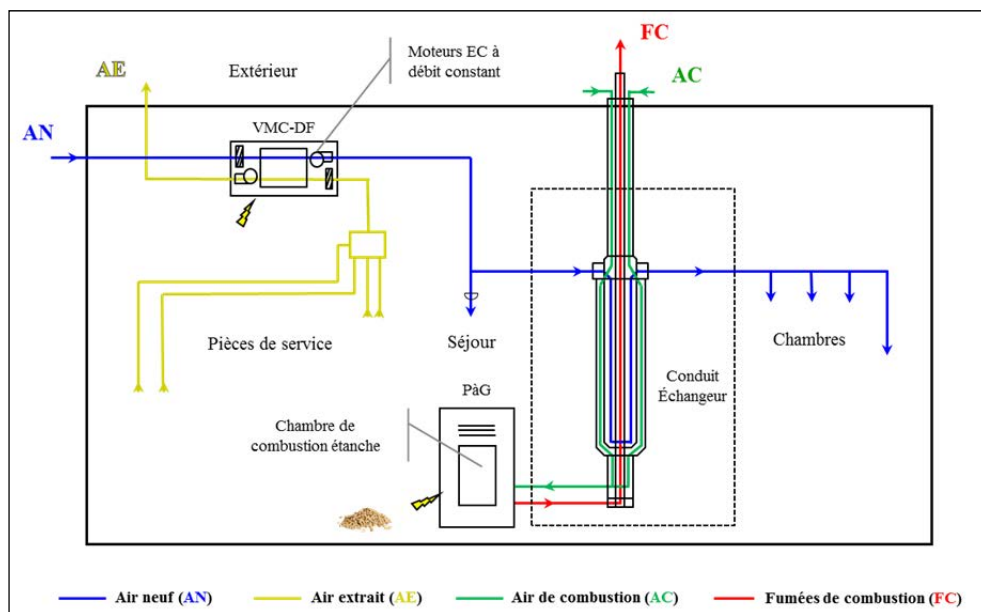 FC
Moteurs EC à
débit constant
AE
Extérieur
AC
VMC-DF
AN
Pièces de service
Séjour
Chambres
PàG
Conduit
Échangeur
Chambre de
combustion étanche
Air neuf (AN)
Air extrait (AE)
Air de combustion (AC)
Fumées de combustion (FC)